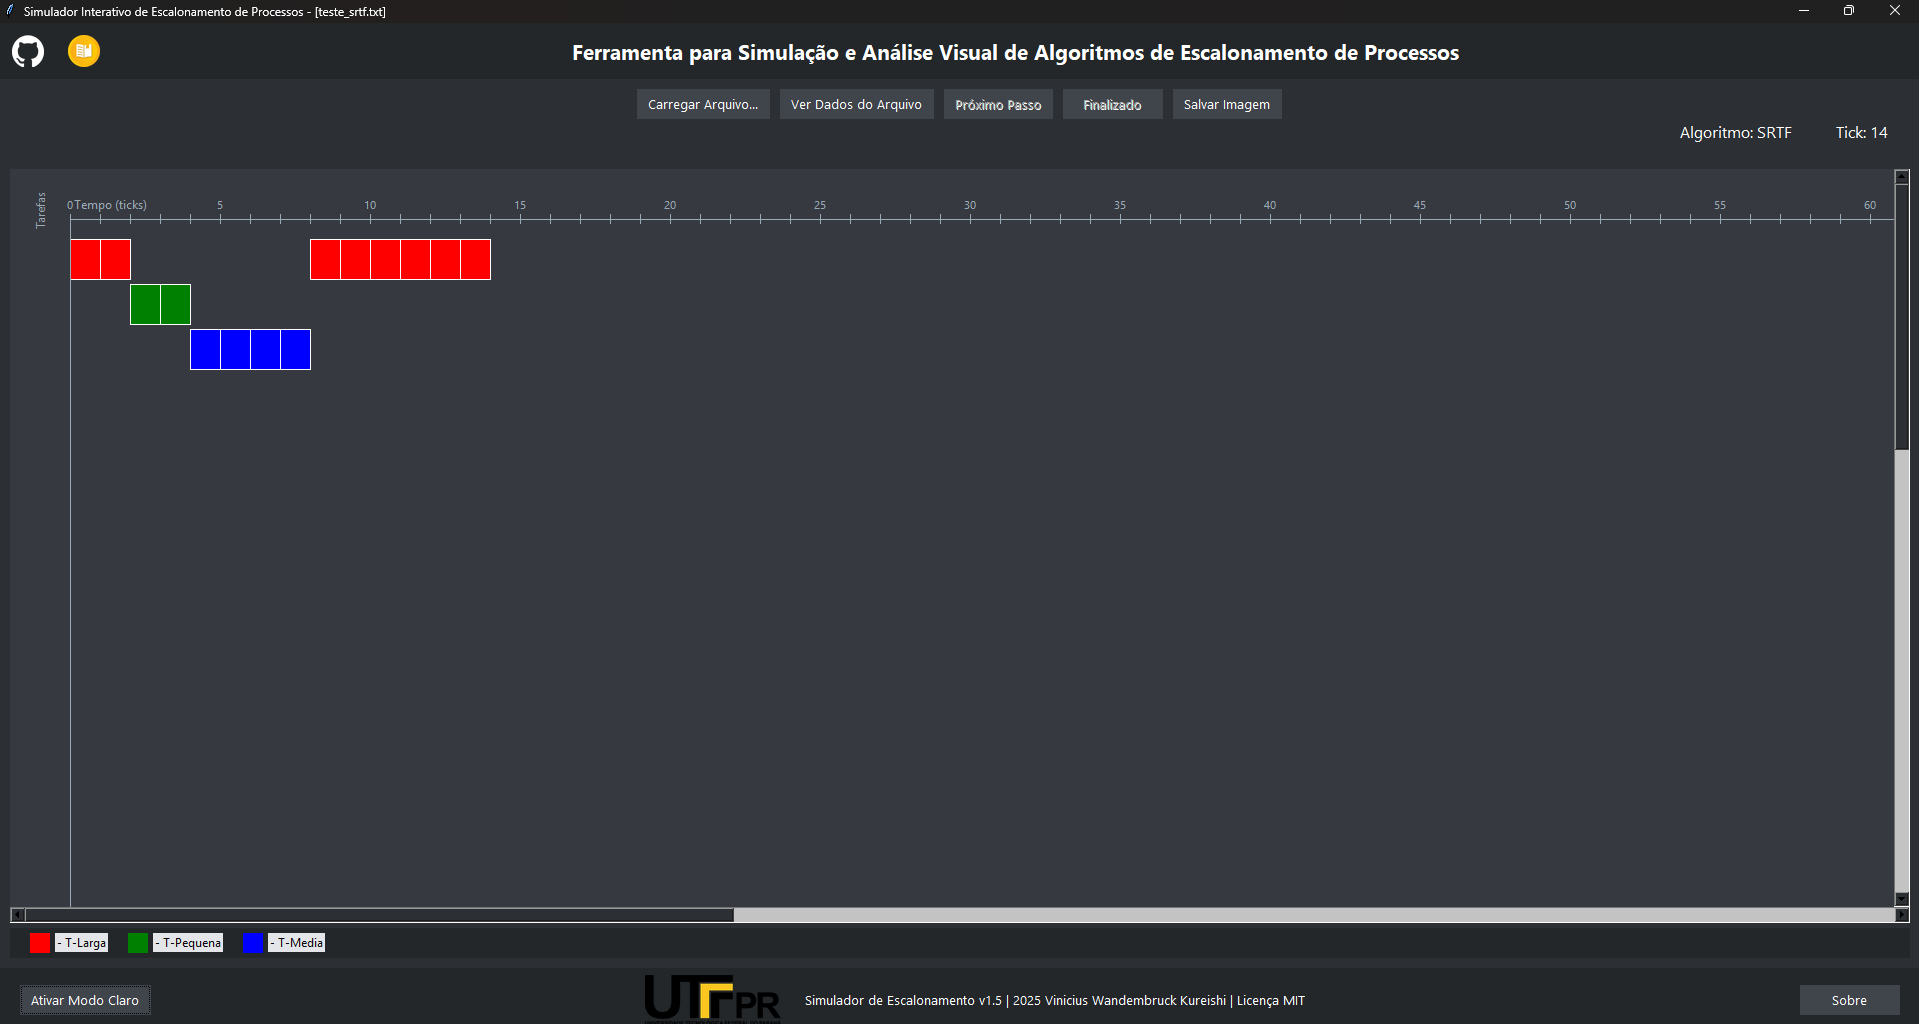 Simulador Interativo de Escalonamento de Processos - [teste_srtf.txt]
Ferramenta para Simulação e Análise Visual de Algoritmos de Escalonamento de Processos
Carregar Arquivo... Ver Dados do Arquivo Próximo Passo Finalizado Salvar Imagem
Algoritmo: SRTF Tick: 14
Tarefas
0 Tempo (ticks) 5 10 15 20 25 30 35 40 45 50 55 60
- T-Larga - T-Pequena - T-Media
Ativar Modo Claro
UTFPR
Simulador de Escalonamento v1.5 | 2025 Vinicius Wandembruck Kureishi | Licença MIT
Sobre